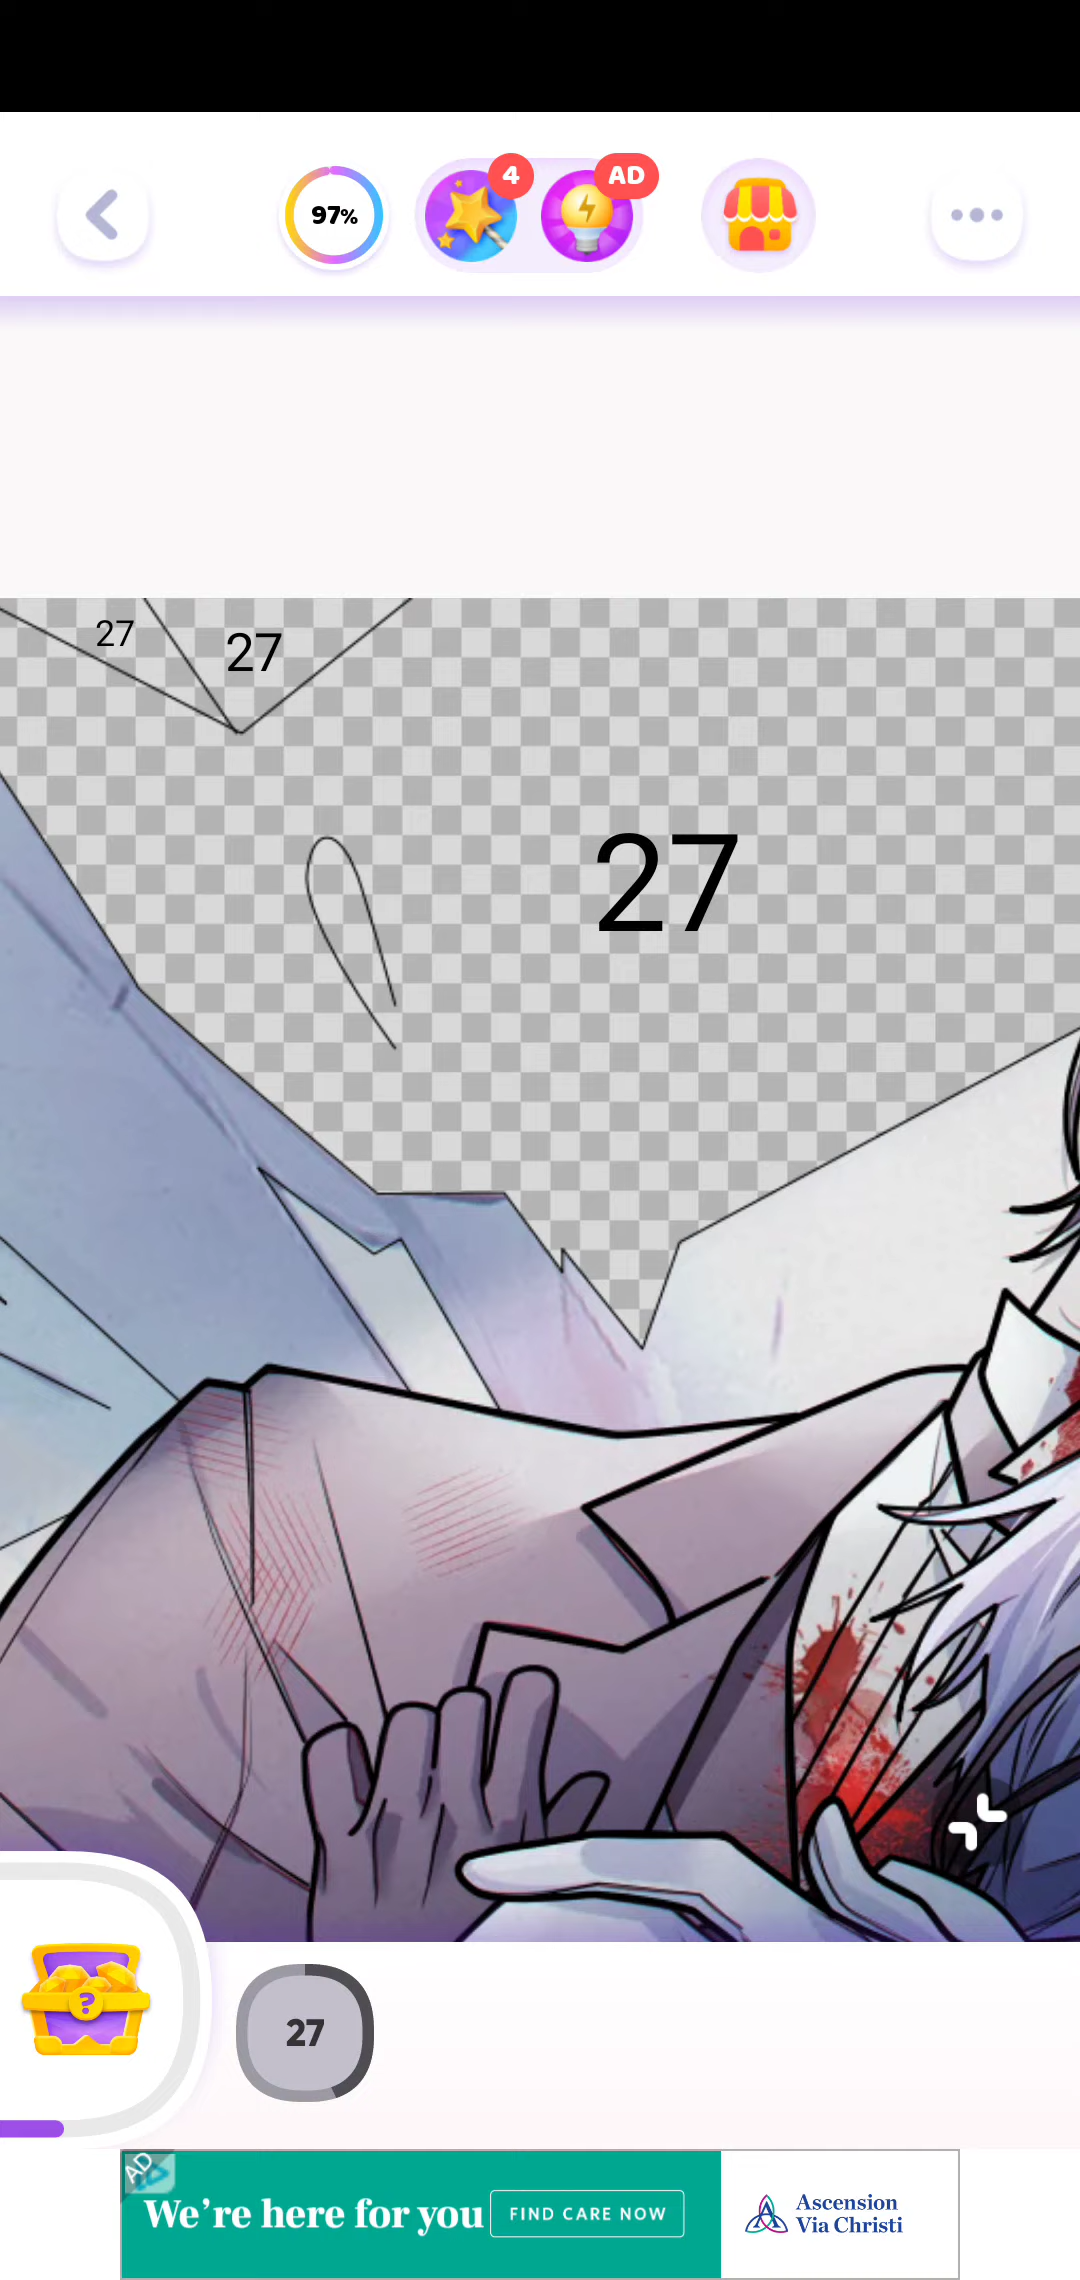 97%
4
AD
27
27
27
27
AD
We're here for you
FIND CARE NOW
Ascension
Via Christi